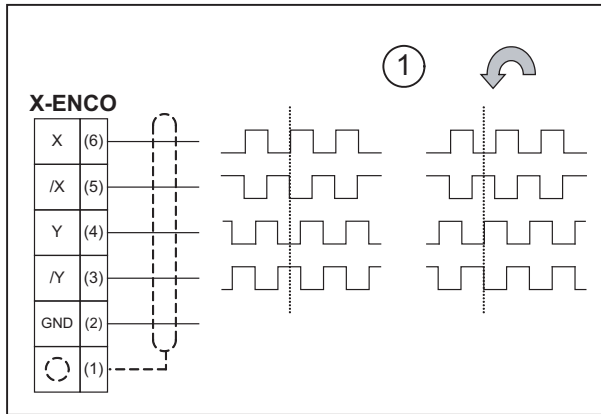 1
X-ENCO
X (6)
/X (5)
Y (4)
/Y (3)
GND (2)
(1)